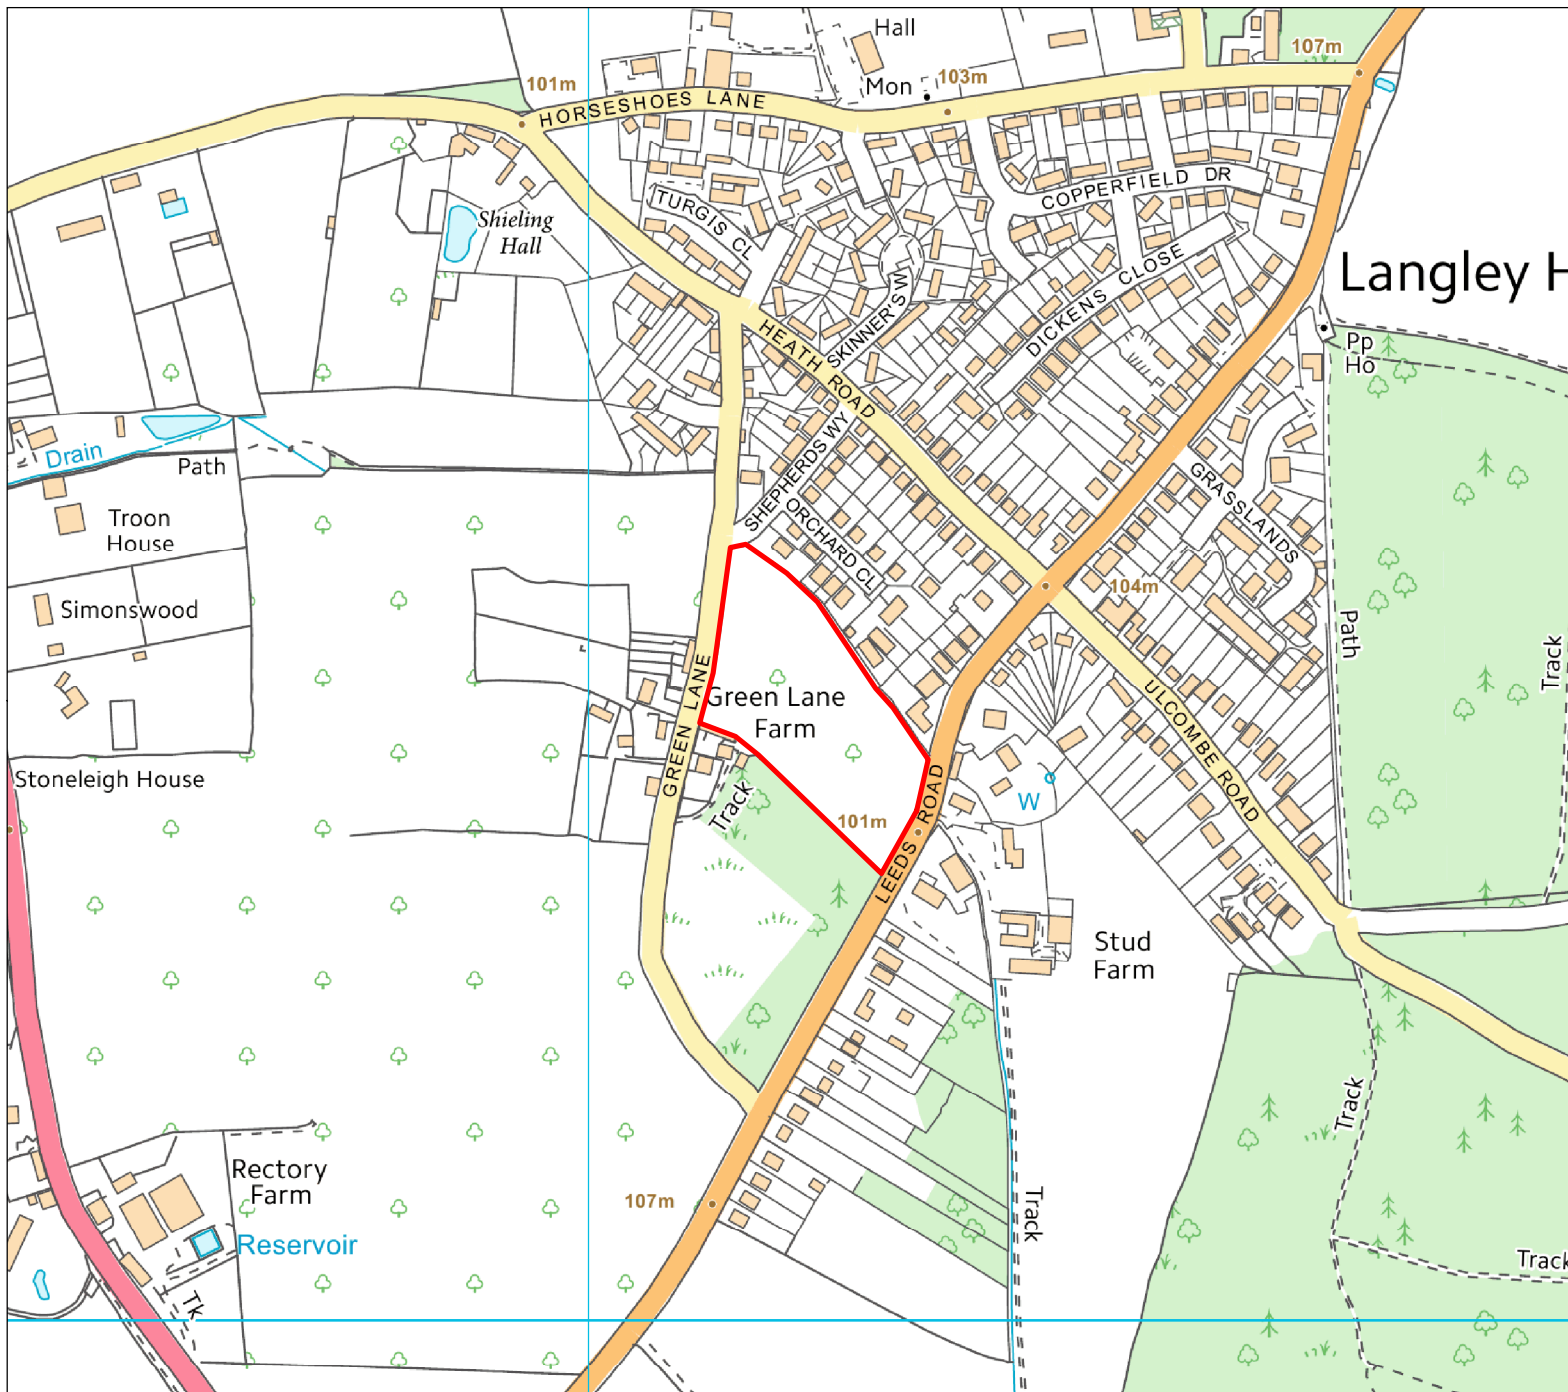 Hall
107m
101m
Mon
103m
HORSESHOES LANE
COPPERFIELD DR
TURGIS CL
Shieling
Hall
DICKENS CLOSE
Langley H
SKINNER'S W
HEATH ROAD
Pp
Ho
SHEPHERDS WY
Drain
Path
GRASSLANDS
ORCHARD CL
Troon
House
104m
Simonswood
Path
Track
GREEN LANE
Green Lane
Farm
ULCOMBE ROAD
Stoneleigh House
Track
W
101m
LEEDS ROAD
Stud
Farm
Track
Rectory
Farm
107m
Track
Reservoir
Track
Tk